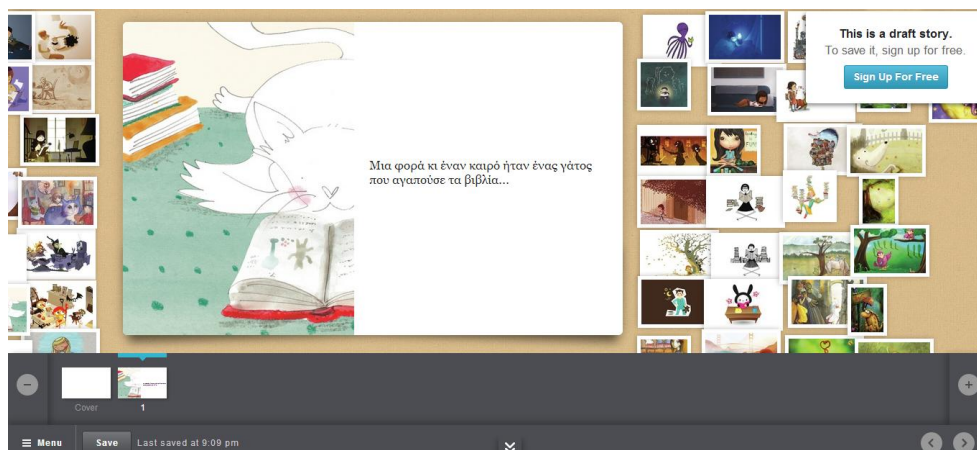 This is a draft story.
To save it, sign up for free.
Sign Up For Free
Μια φορά κι έναν καιρό ήταν ένας γάτος
που αγαπούσε τα βιβλία...
Cover
1
Menu
Save
Last saved at 9:09 pm